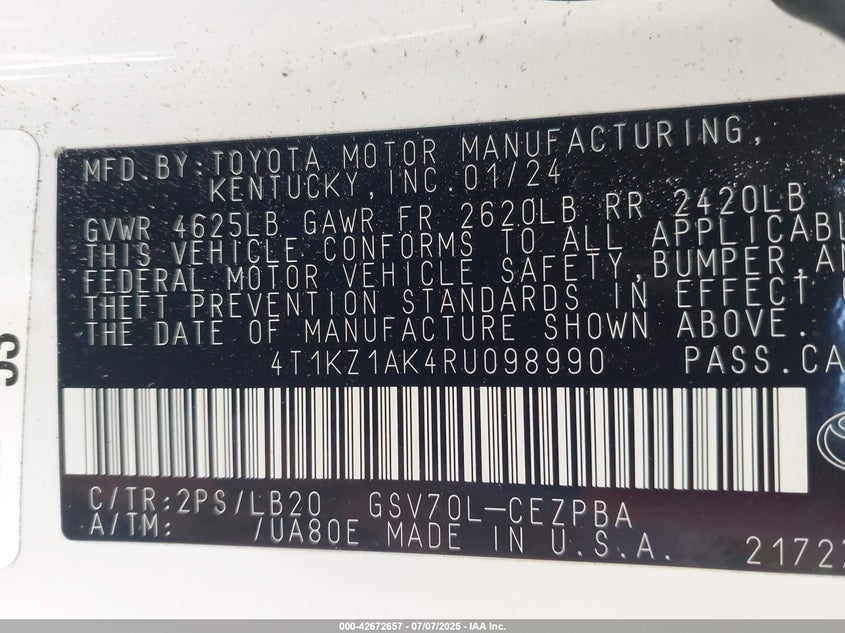 MFD.BY:TOYOTA MOTOR MANUFACTURING,
KENTUCKY,INC.01/24
GVWR 4625LB GAWR FR 2620LB RR 2420LB
THIS VEHICLE CONFORMS TO ALL APPLICABL
FEDERAL MOTOR VEHICLE SAFETY,BUMPER,AN
THEFT PREVENTION STANDARDS IN EFFECT
THE DATE OF MANUFACTURE SHOWN ABOVE.
4T1KZ1AK4RU098990 PASS.CA
C/TR:2PS/LB20 GSV70L-CEZPBA
A/TM: /UA80E MADE IN U.S.A.
2172
000-42672657 - 07/07/2025 - IAA Inc.